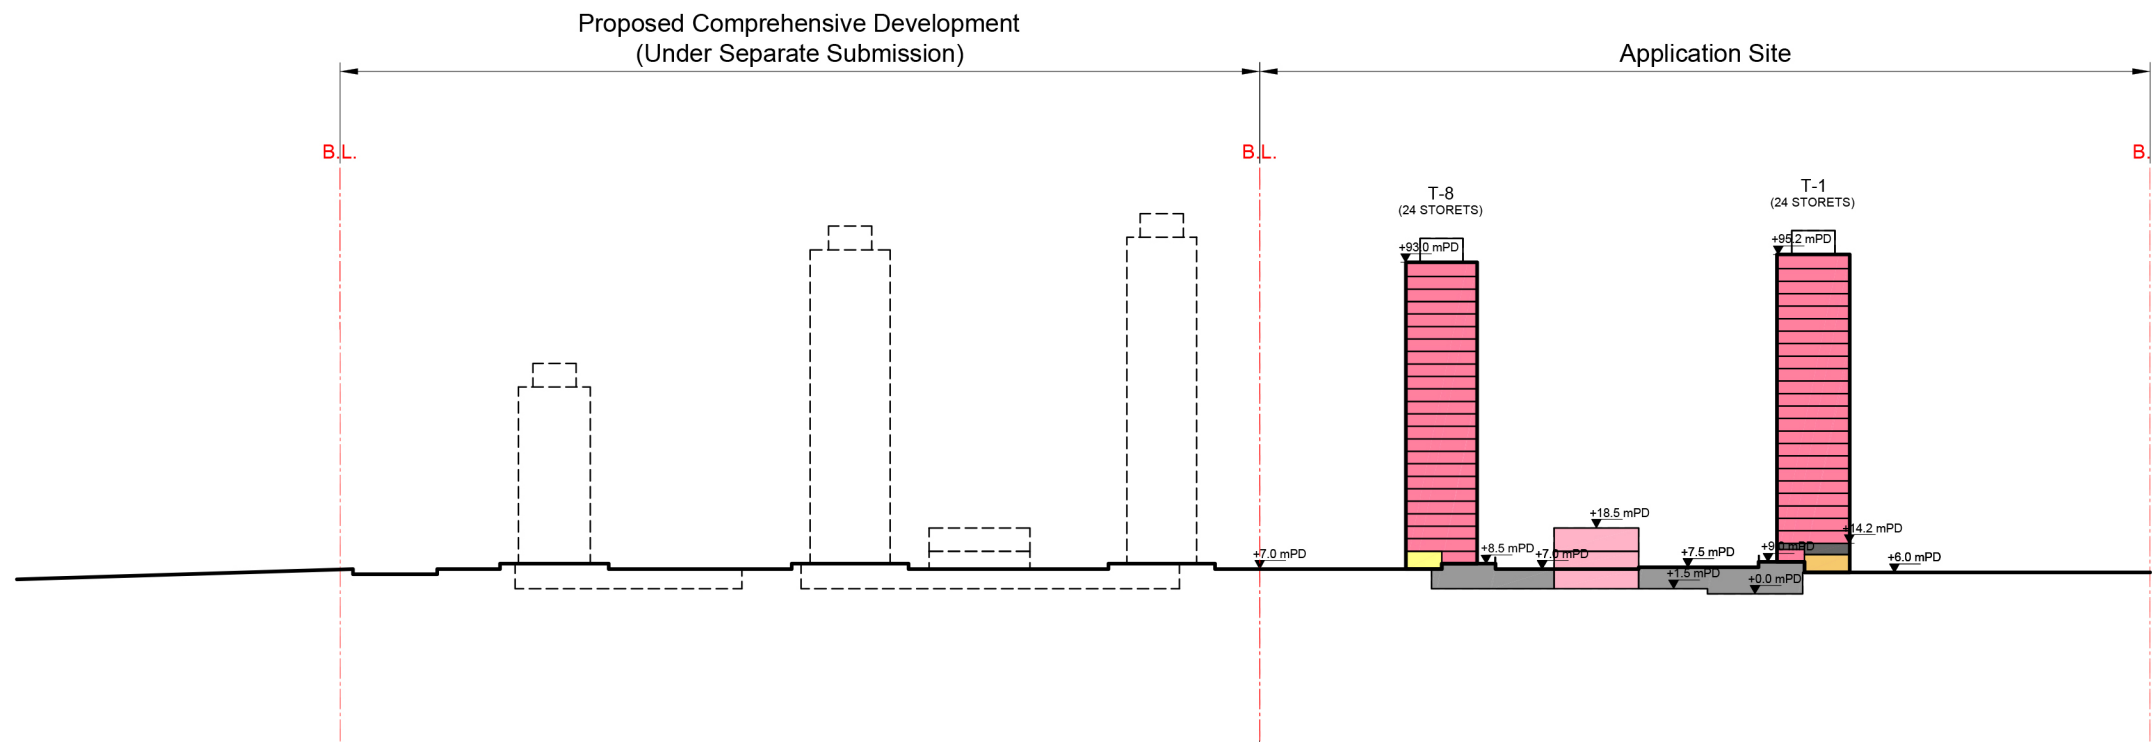 Proposed Comprehensive Development
(Under Separate Submission)
Application Site
B.L.
B.L.
B.
T-8
(24 STORETS)
T-1
(24 STORETS)
+93.0 mPD
+95.2 mPD
+18.5 mPD
+14.2 mPD
+7.0 mPD
+8.5 mPD
+7.0 mPD
+7.5 mPD
+9.0 mPD
+6.0 mPD
+1.5 mPD
+0.0 mPD